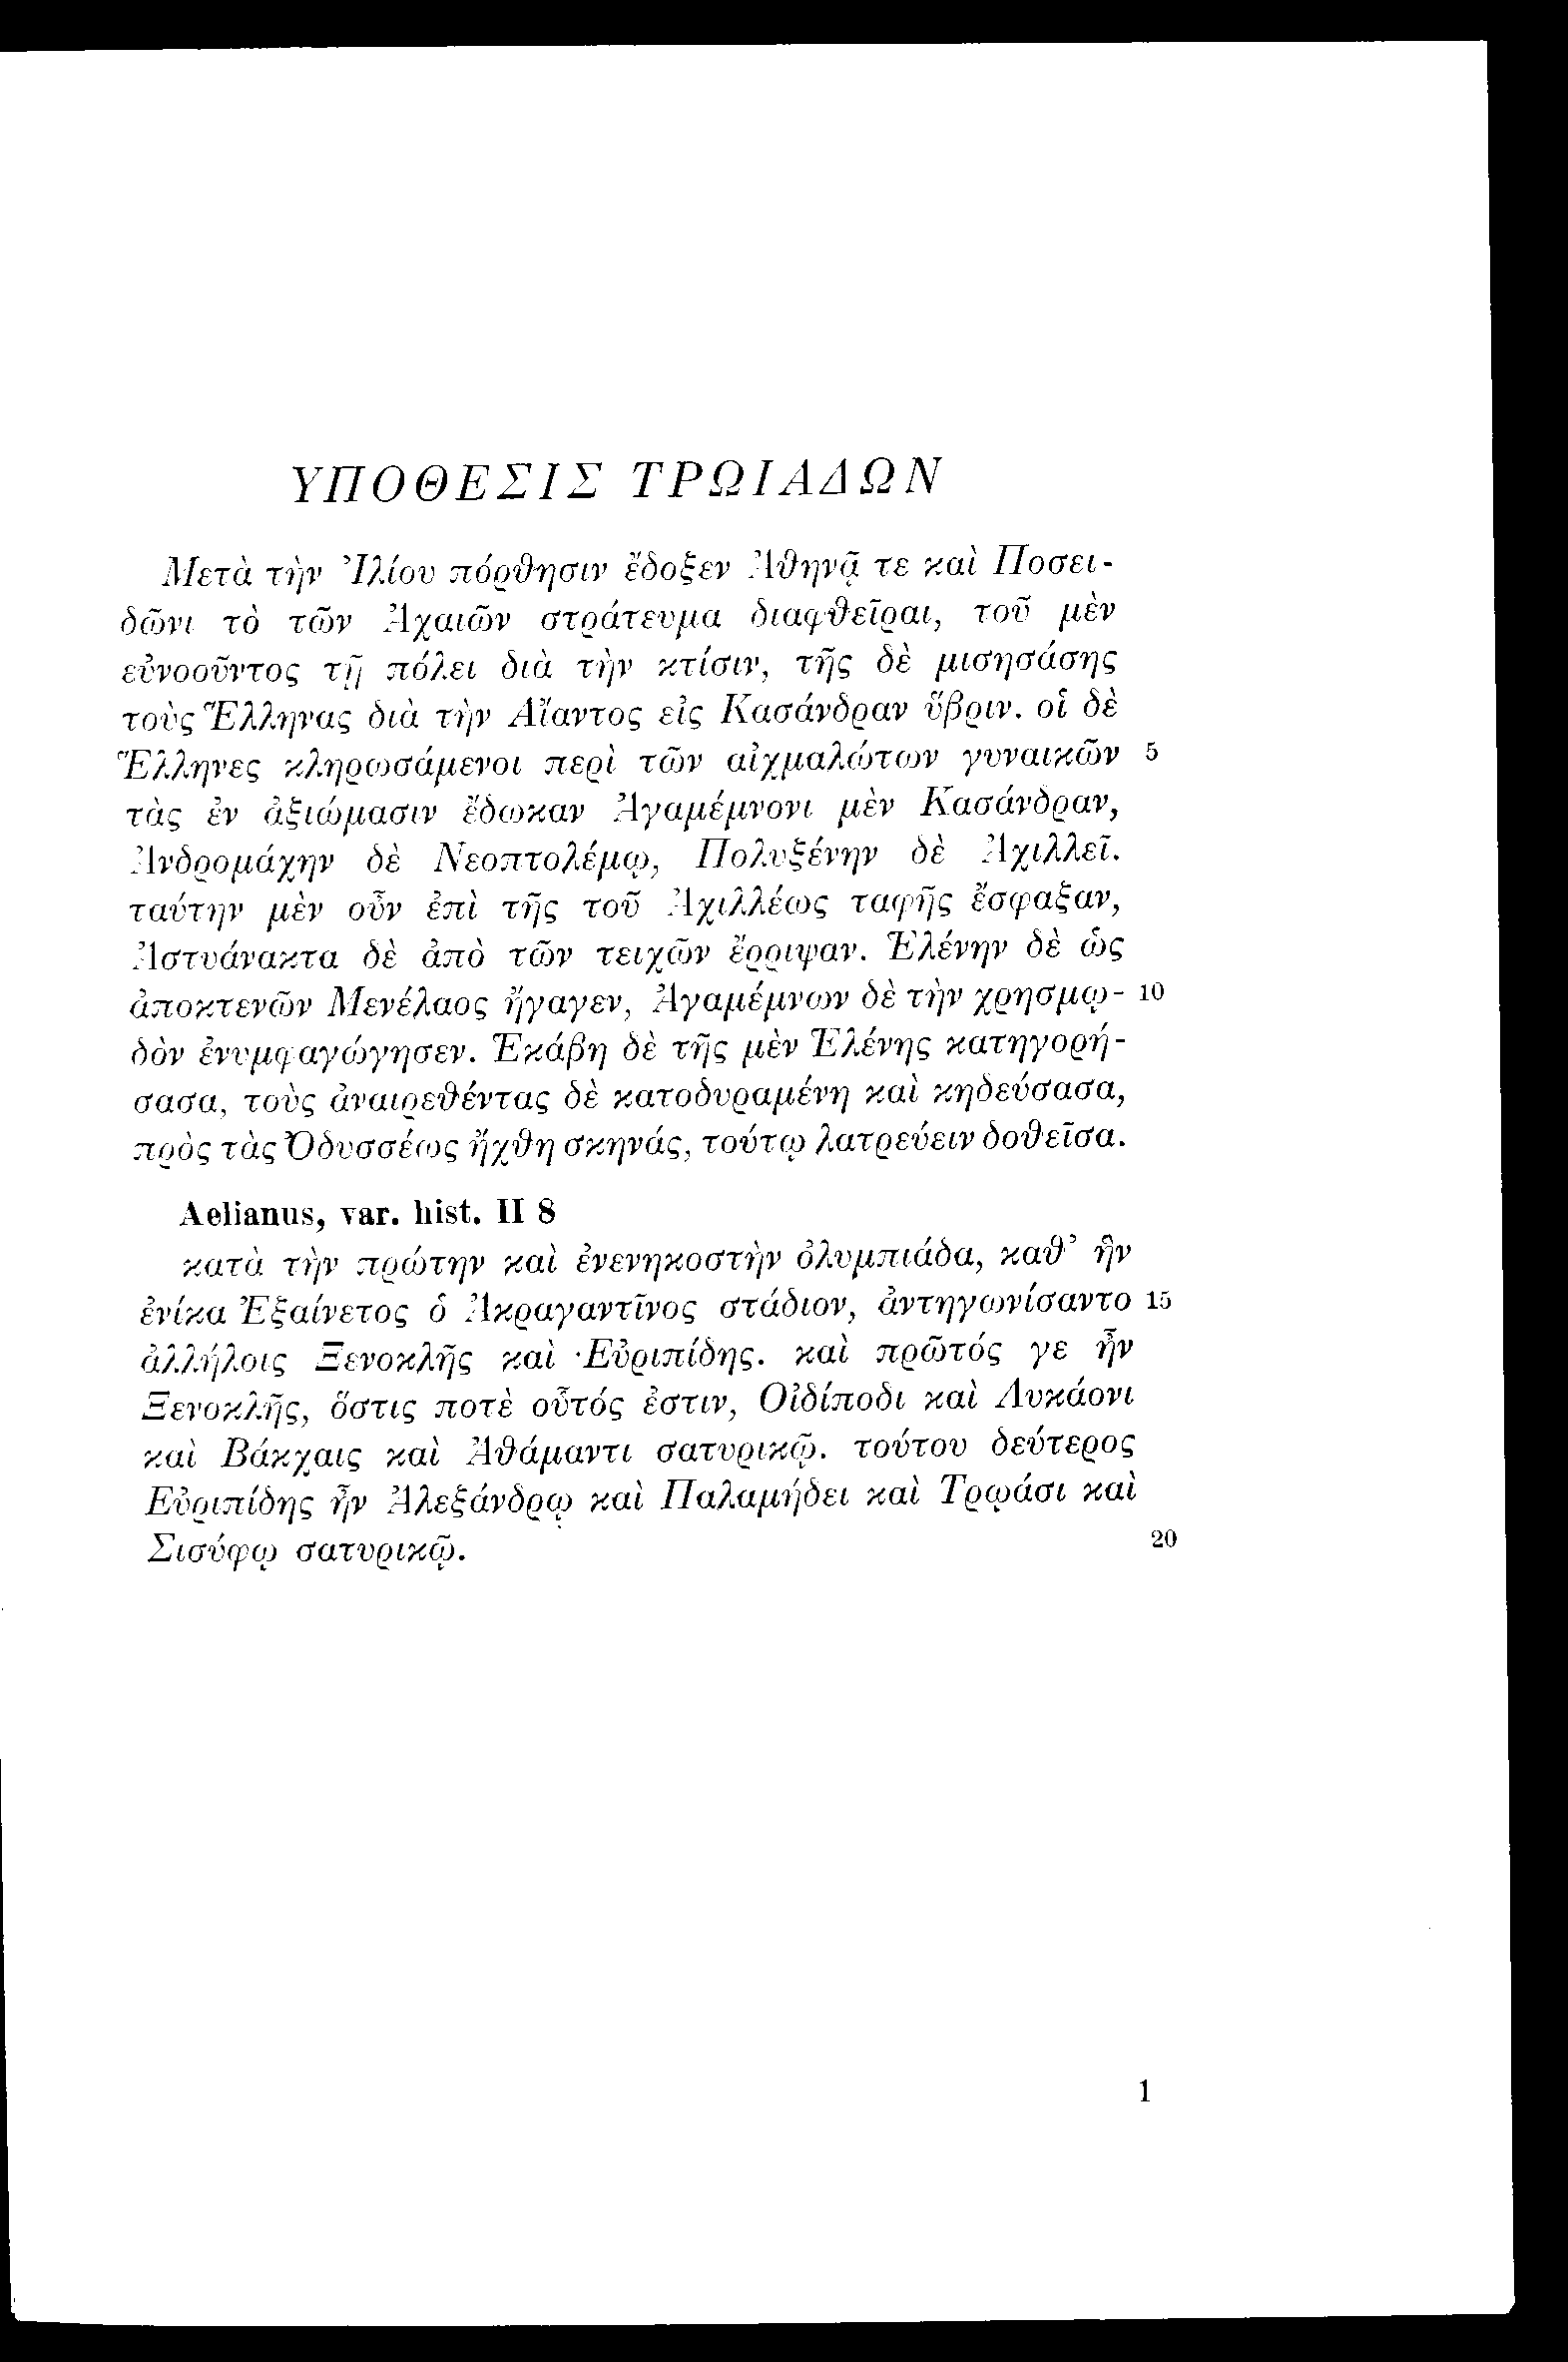 ΥΠΟΘΕΣΙΣ ΤΡΩΙΑΔΩΝ
Μετὰ τὴν Ἰλίου πόρθησιν ἔδοξεν Ἀθηνᾷ τε καὶ Ποσει-
δῶνι τὸ τῶν Ἀχαιῶν στράτευμα διαφθεῖραι, τοῦ μὲν
εὐνοοῦντος τῇ πόλει διὰ τὴν κτίσιν, τῆς δὲ μισησάσης
τοὺς Ἕλληνας διὰ τὴν Αἴαντος εἰς Κασάνδραν ὕβριν. οἱ δὲ
Ἕλληνες κληρωσάμενοι περὶ τῶν αἰχμαλώτων γυναικῶν 5
τὰς ἐν ἀξιώμασιν ἔδωκαν Ἀγαμέμνονι μὲν Κασάνδραν,
Ἀνδρομάχην δὲ Νεοπτολέμῳ, Πολυξένην δὲ Ἀχιλλεῖ.
ταύτην μὲν οὖν ἐπὶ τῆς τοῦ Ἀχιλλέως ταφῆς ἔσφαξαν,
Ἀστυάνακτα δὲ ἀπὸ τῶν τειχῶν ἔρριψαν. Ἑλένην δὲ ὡς
ἀποκτενῶν Μενέλαος ἤγαγεν, Ἀγαμέμνων δὲ τὴν χρησμῳ- 10
δὸν ἐνυμφαγώγησεν. Ἑκάβη δὲ τῆς μὲν Ἑλένης κατηγορή-
σασα, τοὺς ἀναιρεθέντας δὲ κατοδυραμένη καὶ κηδεύσασα,
πρὸς τὰς Ὀδυσσέως ἤχθη σκηνάς, τούτῳ λατρεύειν δοθεῖσα.
Aelianus, var. hist. II 8
κατὰ τὴν πρώτην καὶ ἐνενηκοστὴν ὀλυμπιάδα, καθ’ ἣν
ἐνίκα Ἐξαίνετος ὁ Ἀκραγαντῖνος στάδιον, ἀντηγωνίσαντο 15
ἀλλήλοις Ξενοκλῆς καὶ Εὐριπίδης. καὶ πρῶτός γε ἦν
Ξενοκλῆς, ὅστις ποτὲ οὗτός ἐστιν, Οἰδίποδι καὶ Λυκάονι
καὶ Βάκχαις καὶ Ἀθάμαντι σατυρικῷ. τούτου δεύτερος
Εὐριπίδης ἦν Ἀλεξάνδρῳ καὶ Παλαμήδει καὶ Τρῳάσι καὶ
Σισύφῳ σατυρικῷ. 20
1